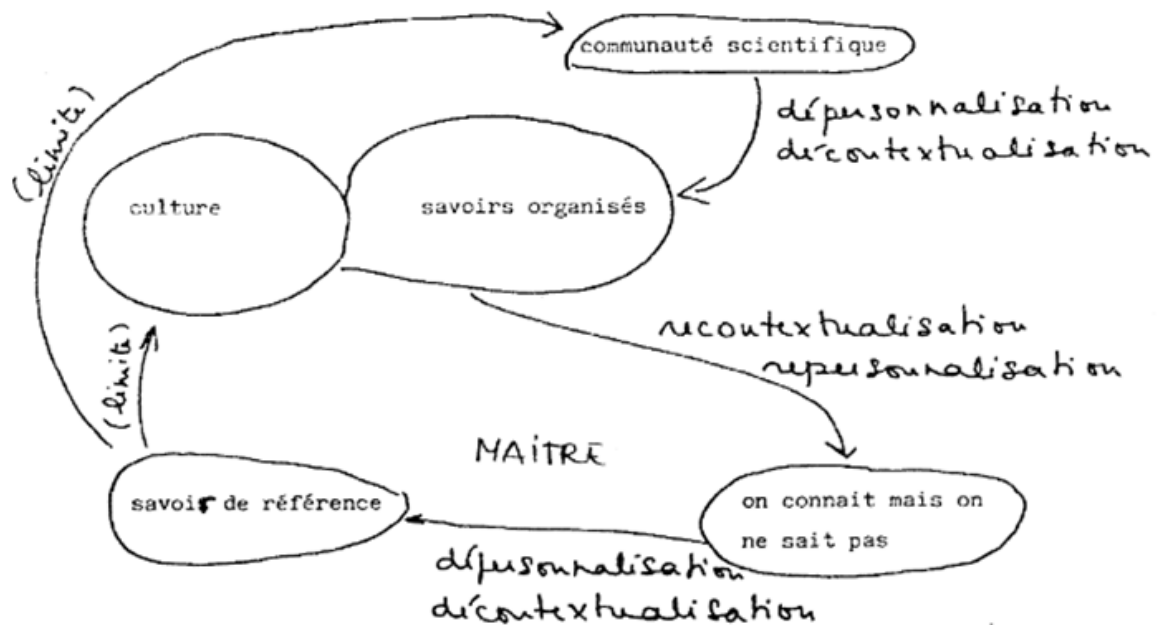 communauté scientifique
(limite)
dépersonnalisation
décontextualisation
culture
savoirs organisés
recontextualisation
repersonnalisation
(limite)
MAÎTRE
savoir de référence
on connait mais on
ne sait pas
dépersonnalisation
décontextualisation